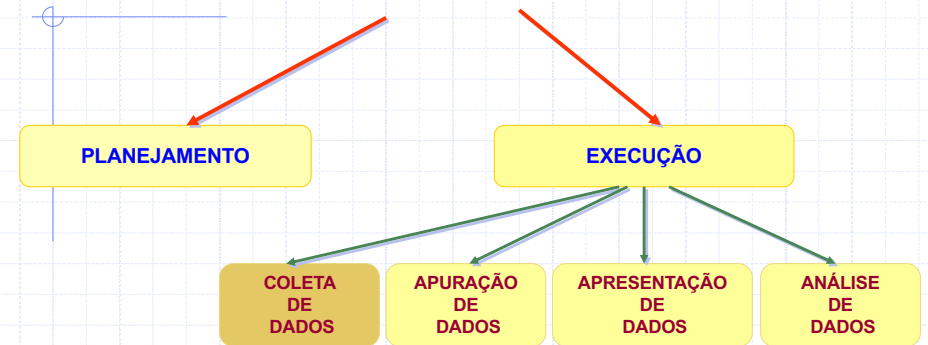 PLANEJAMENTO
EXECUÇÃO
COLETA
DE
DADOS
APURAÇÃO
DE
DADOS
APRESENTAÇÃO
DE
DADOS
ANÁLISE
DE
DADOS